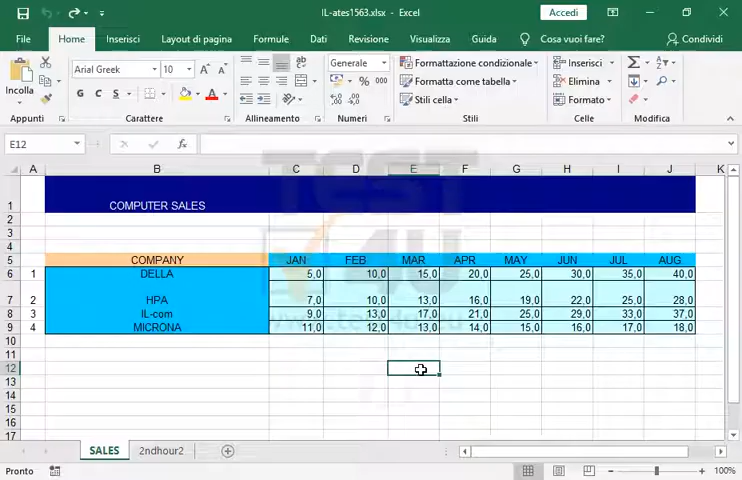 IL-ates1563.xlsx - Excel
Accedi
File Home Inserisci Layout di pagina Formule Dati Revisione Visualizza Guida Cosa vuoi fare? Condividi
Incolla
Arial Greek 10
G C S
Generale
Formattazione condizionale
Formatta come tabella
Stili cella
Inserisci
Elimina
Formato
Appunti Carattere Allineamento Numeri Stili Celle Modifica
E12 fx
A B C D E F G H I J K
1 COMPUTER SALES
2
3
4
5 COMPANY JAN FEB MAR APR MAY JUN JUL AUG
6 1 DELLA 5,0 10,0 15,0 20,0 25,0 30,0 35,0 40,0
7 2 HPA 7,0 10,0 13,0 16,0 19,0 22,0 25,0 28,0
8 3 IL-com 9,0 13,0 17,0 21,0 25,0 29,0 33,0 37,0
9 4 MICRONA 11,0 12,0 13,0 14,0 15,0 16,0 17,0 18,0
10
11
12
13
14
15
16
17
TEST
4U
SALES 2ndhour2
Pronto 100%